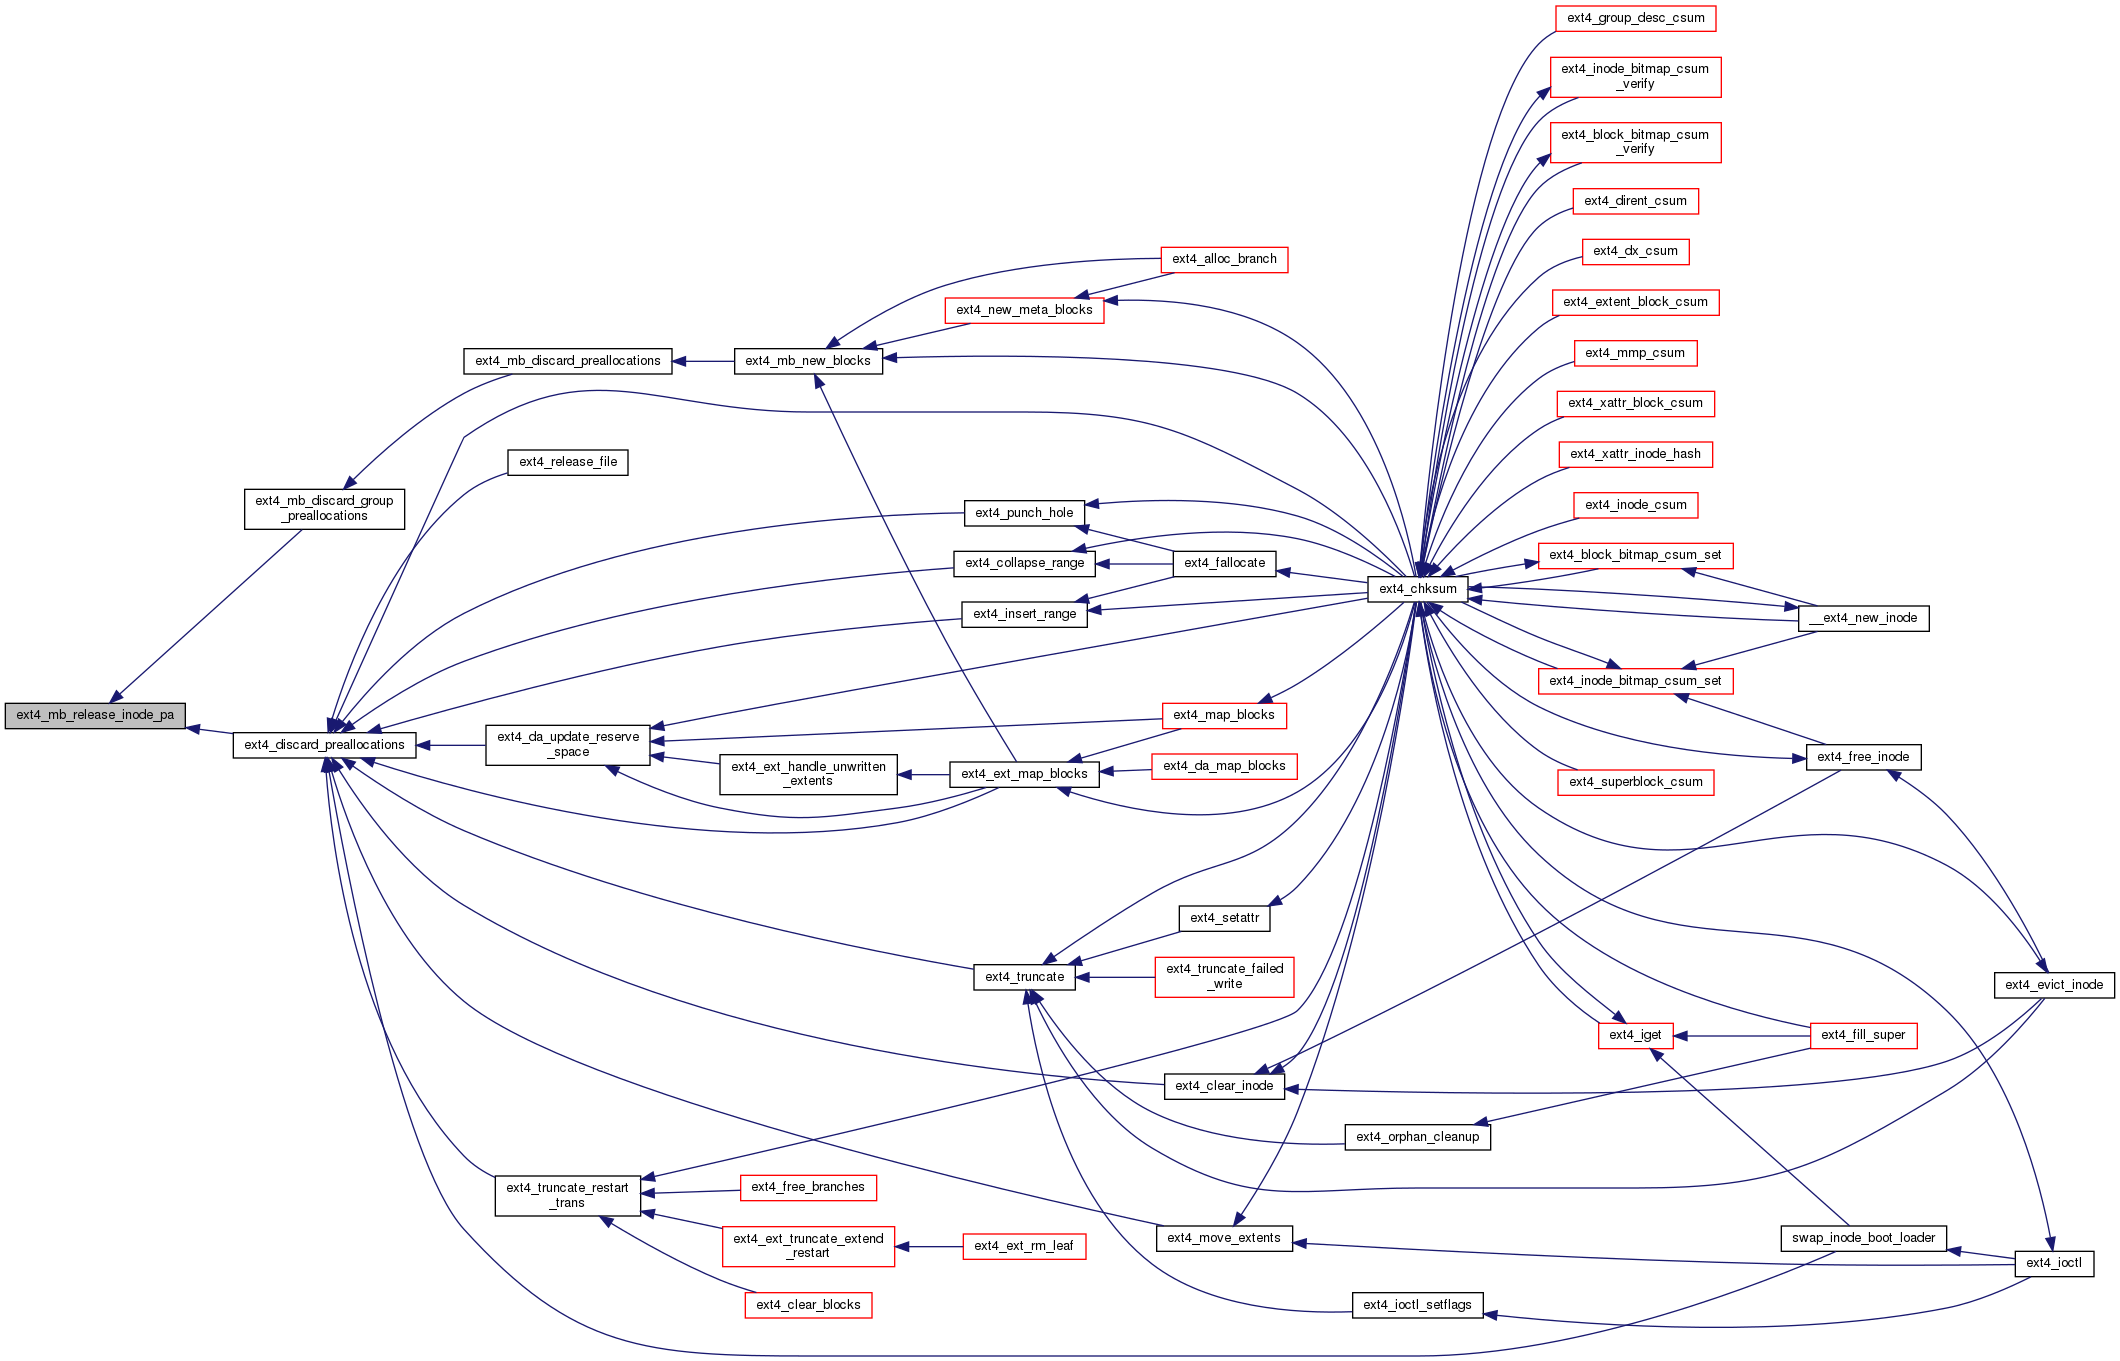 ext4_group_desc_csum
ext4_inode_bitmap_csum
_verify
ext4_block_bitmap_csum
_verify
ext4_dirent_csum
ext4_dx_csum
ext4_alloc_branch
ext4_extent_block_csum
ext4_new_meta_blocks
ext4_mmp_csum
ext4_mb_discard_preallocations
ext4_mb_new_blocks
ext4_xattr_block_csum
ext4_release_file
ext4_xattr_inode_hash
ext4_mb_discard_group
_preallocations
ext4_punch_hole
ext4_inode_csum
ext4_collapse_range
ext4_fallocate
ext4_block_bitmap_csum_set
ext4_chksum
ext4_insert_range
__ext4_new_inode
ext4_inode_bitmap_csum_set
ext4_mb_release_inode_pa
ext4_map_blocks
ext4_discard_preallocations
ext4_da_update_reserve
_space
ext4_free_inode
ext4_ext_handle_unwritten
_extents
ext4_ext_map_blocks
ext4_da_map_blocks
ext4_superblock_csum
ext4_setattr
ext4_truncate
ext4_truncate_failed
_write
ext4_evict_inode
ext4_iget
ext4_fill_super
ext4_clear_inode
ext4_orphan_cleanup
ext4_truncate_restart
_trans
ext4_free_branches
ext4_ext_truncate_extend
_restart
ext4_ext_rm_leaf
ext4_move_extents
swap_inode_boot_loader
ext4_ioctl
ext4_clear_blocks
ext4_ioctl_setflags